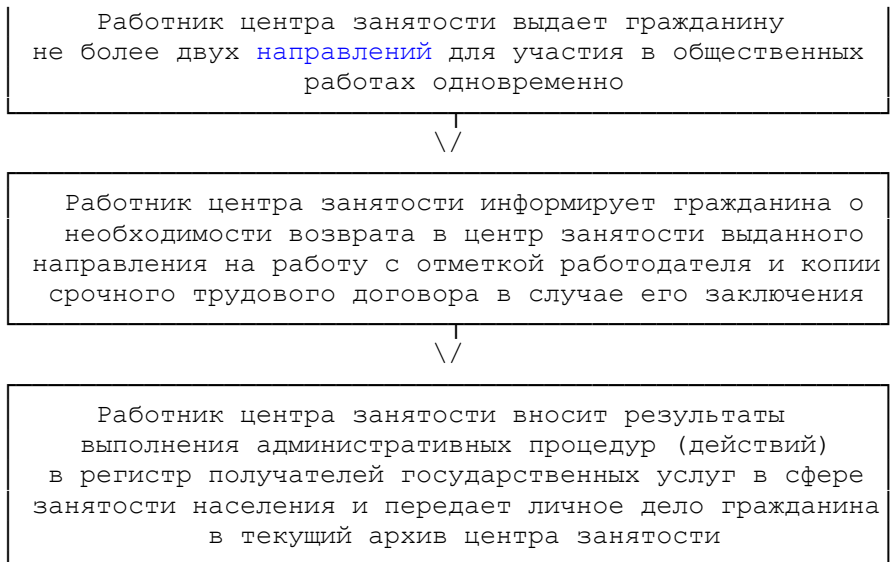 Работник центра занятости выдает гражданину
не более двух направлений для участия в общественных
работах одновременно
\/
Работник центра занятости информирует гражданина о
необходимости возврата в центр занятости выданного
направления на работу с отметкой работодателя и копии
срочного трудового договора в случае его заключения
\/
Работник центра занятости вносит результаты
выполнения административных процедур (действий)
в регистр получателей государственных услуг в сфере
занятости населения и передает личное дело гражданина
в текущий архив центра занятости